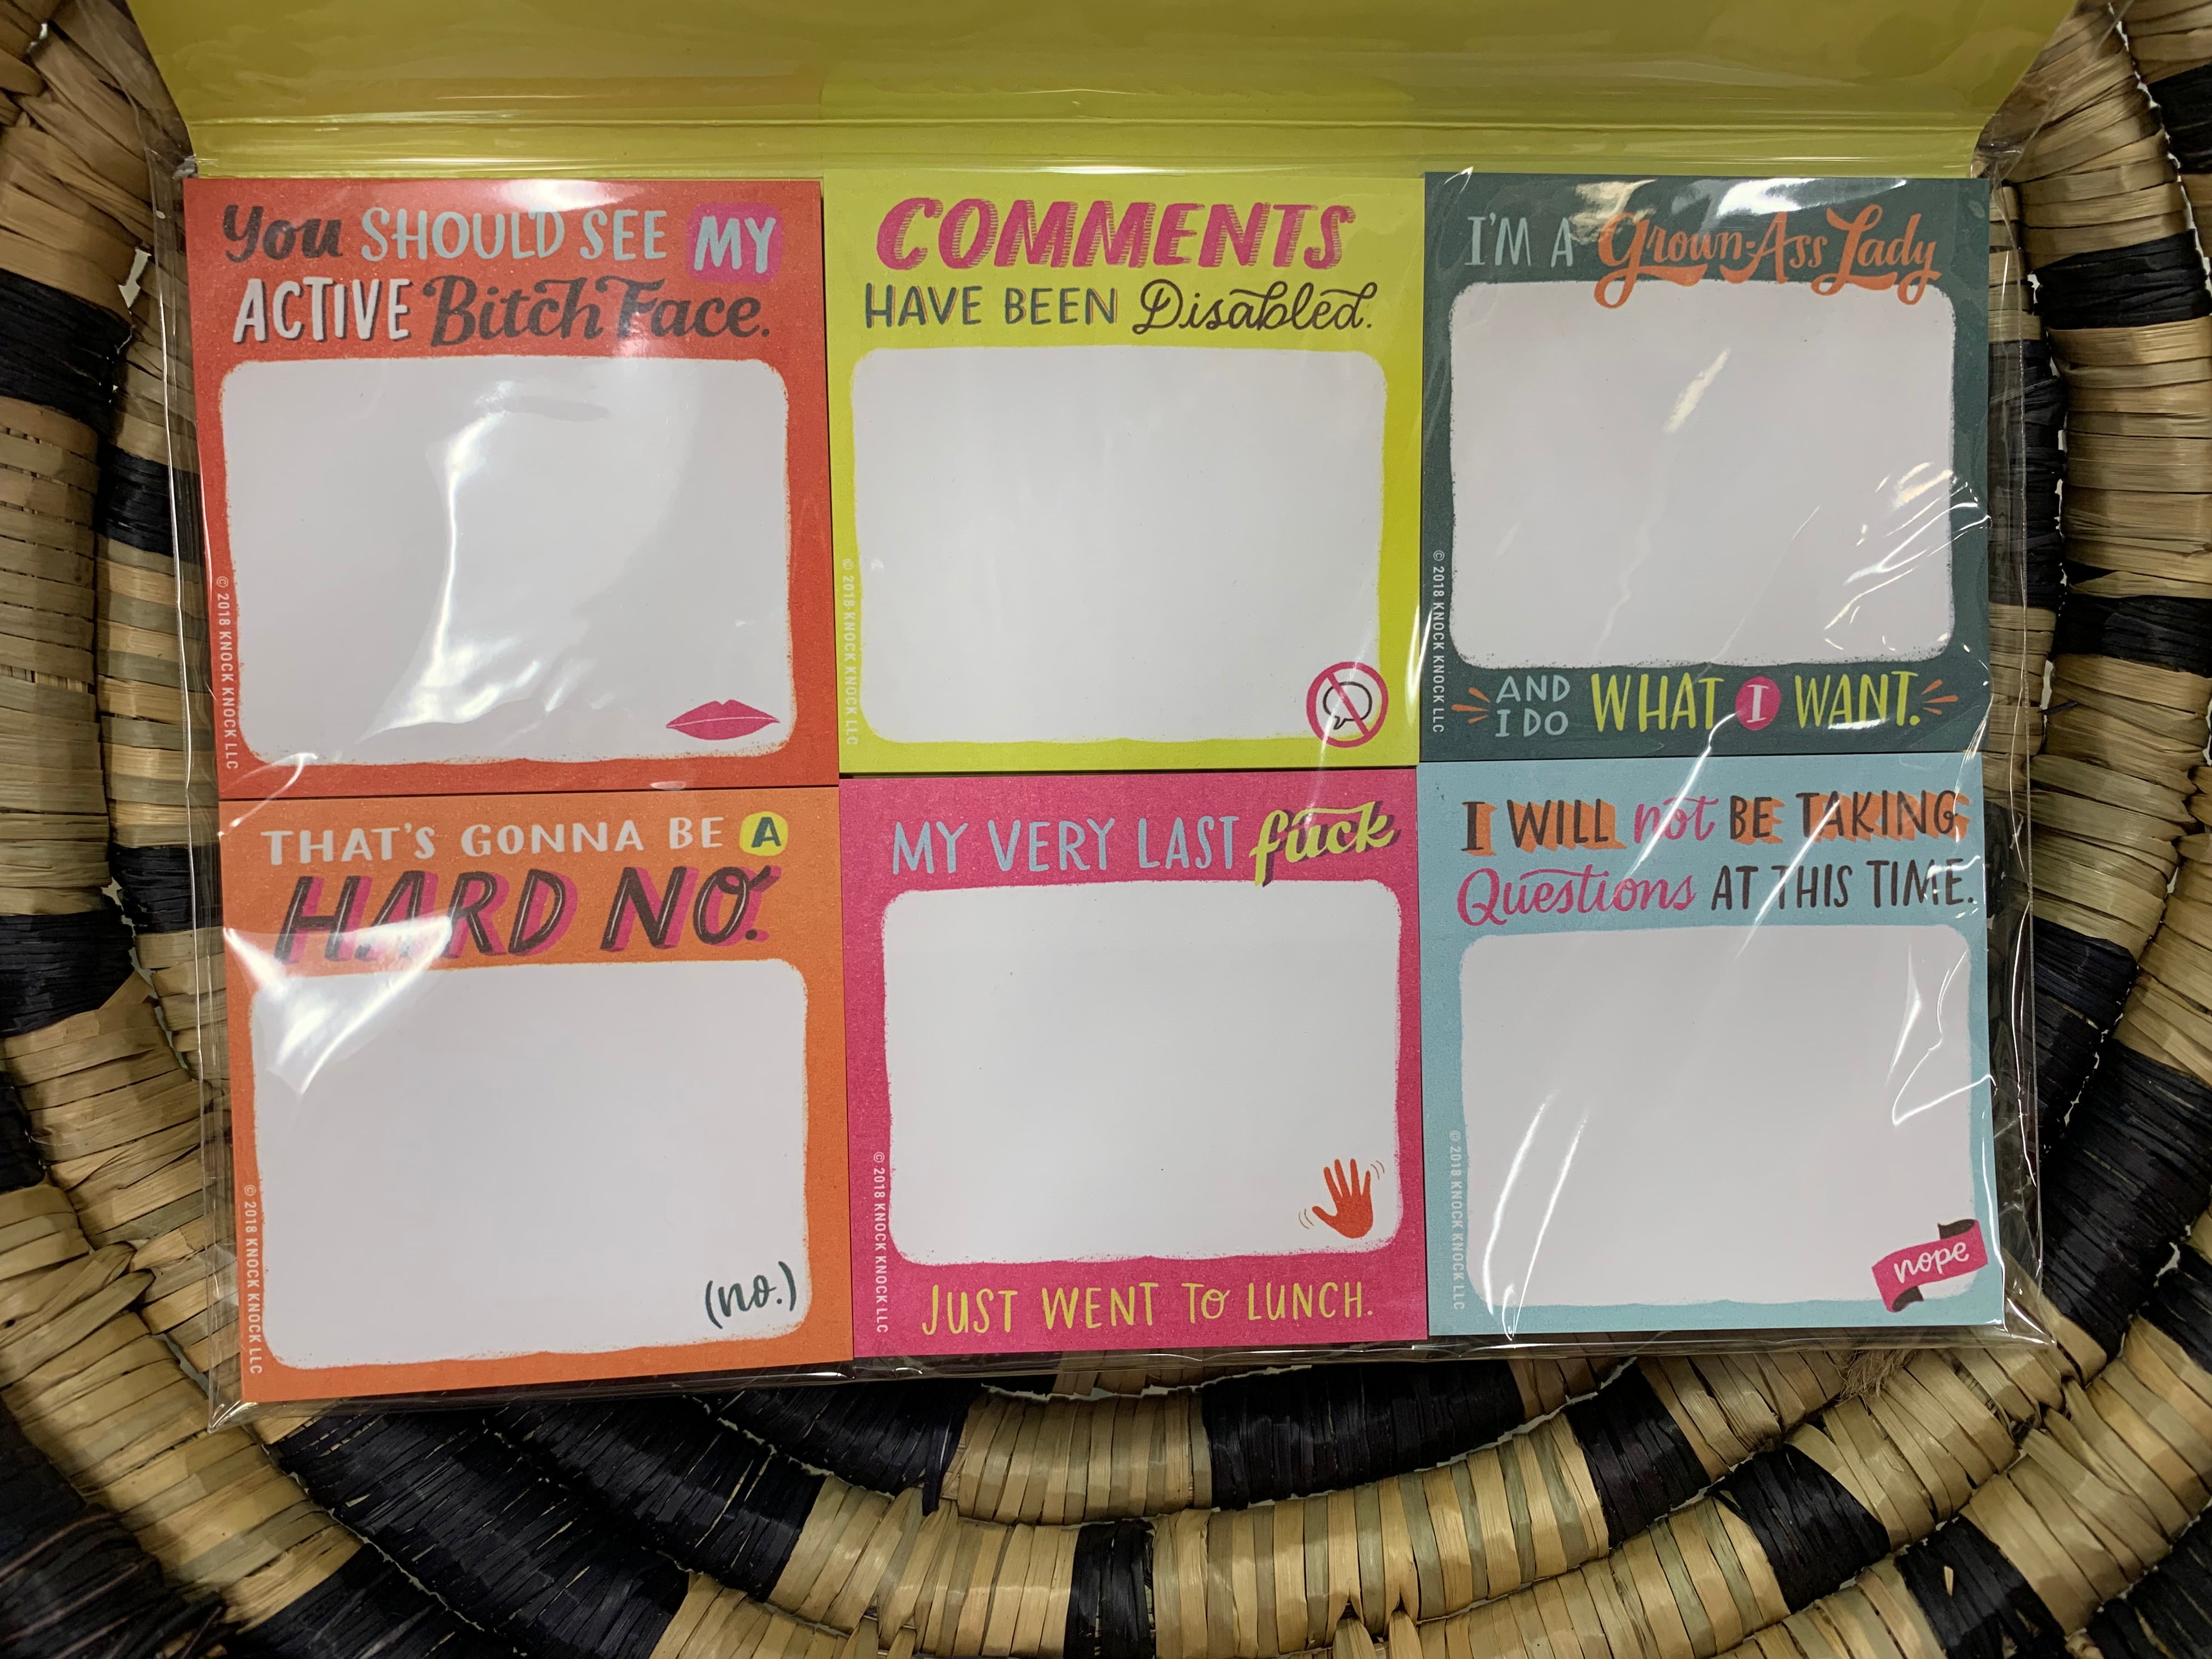 You SHOULD SEE MY
ACTIVE Bitch Face.
© 2018 KNOCK KNOCK LLC
COMMENTS
HAVE BEEN Disabled.
© 2018 KNOCK KNOCK LLC
I'M A Grown-Ass Lady
© 2018 KNOCK KNOCK LLC
AND
I DO
WHAT I WANT.
THAT'S GONNA BE A
HARD NO.
(no.)
© 2018 KNOCK KNOCK LLC
MY VERY LAST fuck
© 2018 KNOCK KNOCK LLC
JUST WENT TO LUNCH.
I WILL not BE TAKING
Questions AT THIS TIME.
nope
© 2018 KNOCK KNOCK LLC